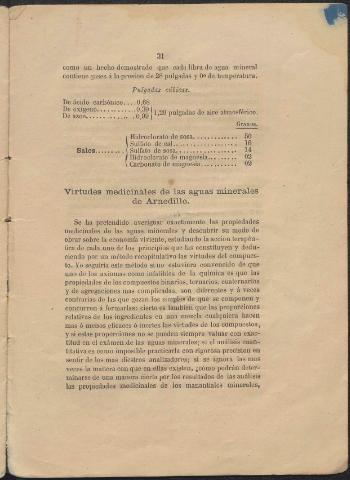 31
como un hecho demostrado que cada libra de agua mineral
contiene gases á la presion de 28 pulgadas y 0º de temperatura.
Pulgadas cúbicas.
De ácido carbónico.... 0,68
De oxígeno............ 0,30
De azoe............... 0,99
1,29 pulgadas de aire atmosférico.
Granos.
Sales.........
Hidroclorato de sosa............ 50
Sulfato de cal.................. 16
Sulfato de sosa................. 14
Hidroclorato de magnesia........ 03
Carbonato de magnesia........... 02
Virtudes medicinales de las aguas minerales
de Arnedillo.
Se ha pretendido averiguar exactamente las propiedades
medicinales de las aguas minerales y descubrir su modo de
obrar sobre la economía viviente, estudiando la accion terapéu-
tica de cada uno de los principios que las constituyen y dedu-
ciendo por un método recopilativo las virtudes del compues-
to. Yo seguiria este método si no estuviera convencido de que
uno de los axiomas como infalibles de la química es que las
propiedades de los compuestos binarios, ternarios, cuaternarios
y de agregaciones mas complicadas, son diferentes y á veces
contrarias de las que gozan los simples de que se componen y
concurren á formarlas: cierto es tambien que las proporciones
relativas de los ingredientes en una mezcla cualquiera hacen
mas ó menos eficaces ó inertes las virtudes de los compuestos,
y si estas proporciones no se pueden siempre valuar con exac-
titud en el exámen de las aguas minerales; si el análisis cuan-
titativa es como imposible practicarla con rigorosa precision en
sentir de los mas diestros analizadores; si se ignora las mas
veces la manera con que en ellas existen, ¿cómo podrán deter-
minarse de una manera cierta por los resultados de las análisis
las propiedades medicinales de los manantiales minerales,